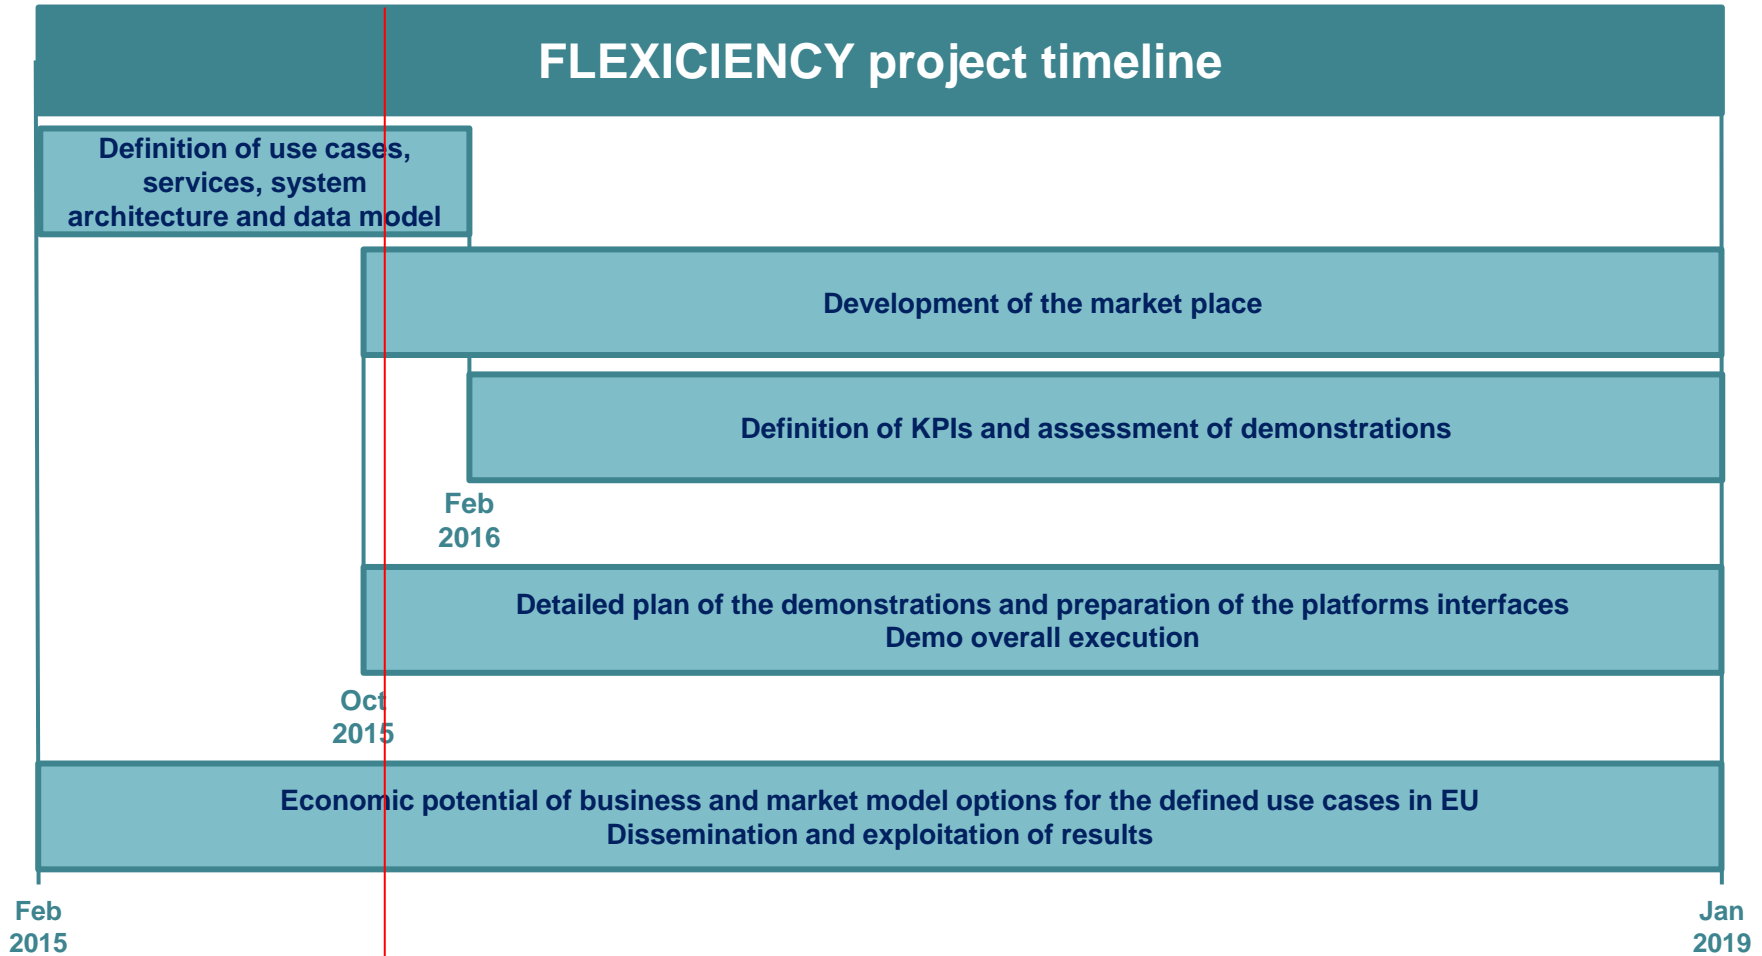 FLEXICIENCY project timeline
Definition of use cases,
services, system
architecture and data model
Development of the market place
Definition of KPIs and assessment of demonstrations
Feb
2016
Detailed plan of the demonstrations and preparation of the platforms interfaces
Demo overall execution
Oct
2015
Economic potential of business and market model options for the defined use cases in EU
Dissemination and exploitation of results
Feb
2015
Jan
2019